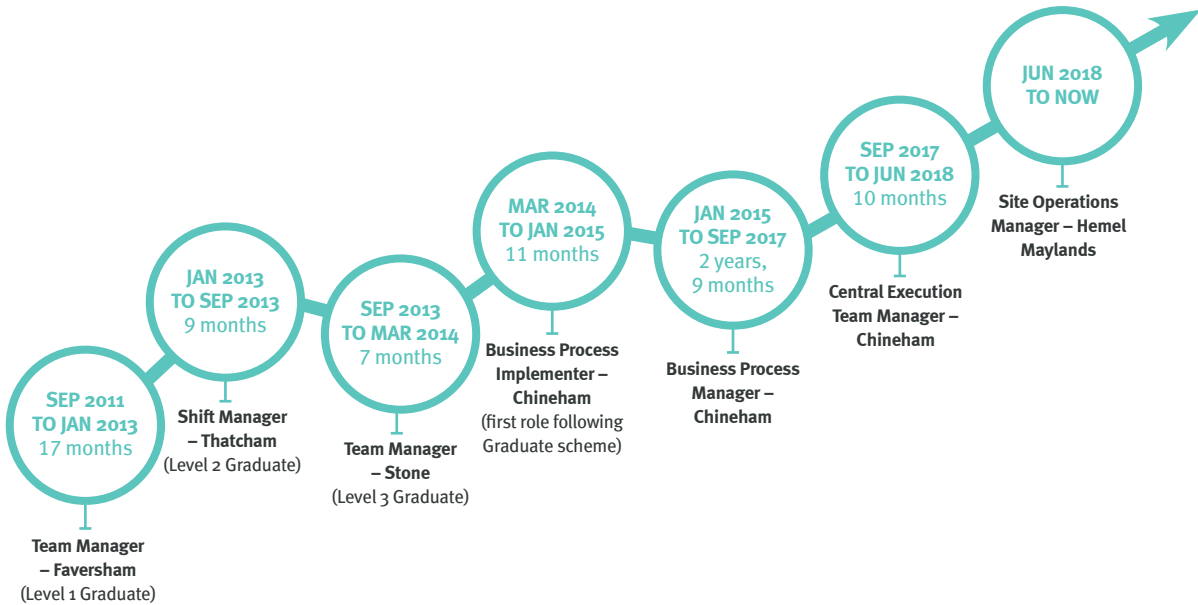 SEP 2011
TO JAN 2013
17 months
Team Manager
– Faversham
(Level 1 Graduate)
JAN 2013
TO SEP 2013
9 months
Shift Manager
– Thatcham
(Level 2 Graduate)
SEP 2013
TO MAR 2014
7 months
Team Manager
– Stone
(Level 3 Graduate)
MAR 2014
TO JAN 2015
11 months
Business Process
Implementer –
Chineham
(first role following
Graduate scheme)
JAN 2015
TO SEP 2017
2 years,
9 months
Business Process
Manager –
Chineham
SEP 2017
TO JUN 2018
10 months
Central Execution
Team Manager –
Chineham
JUN 2018
TO NOW
Site Operations
Manager – Hemel
Maylands